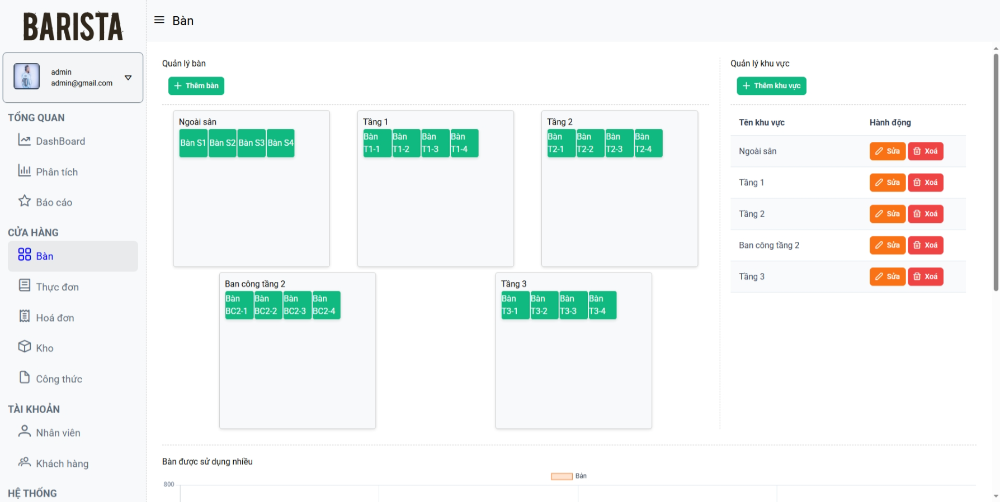 BARISTA
admin
admin@gmail.com
TỔNG QUAN
DashBoard
Phân tích
Báo cáo
CỬA HÀNG
Bàn
Thực đơn
Hoá đơn
Kho
Công thức
TÀI KHOẢN
Nhân viên
Khách hàng
HỆ THỐNG
Bàn
Quản lý bàn
Thêm bàn
Ngoài sân
Bàn S1 Bàn S2 Bàn S3 Bàn S4
Tầng 1
Bàn T1-1 Bàn T1-2 Bàn T1-3 Bàn T1-4
Tầng 2
Bàn T2-1 Bàn T2-2 Bàn T2-3 Bàn T2-4
Ban công tầng 2
Bàn BC2-1 Bàn BC2-2 Bàn BC2-3 Bàn BC2-4
Tầng 3
Bàn T3-1 Bàn T3-2 Bàn T3-3 Bàn T3-4
Quản lý khu vực
Thêm khu vực
Tên khu vực Hành động
Ngoài sân Sửa Xoá
Tầng 1 Sửa Xoá
Tầng 2 Sửa Xoá
Ban công tầng 2 Sửa Xoá
Tầng 3 Sửa Xoá
Bàn được sử dụng nhiều
Bàn
800